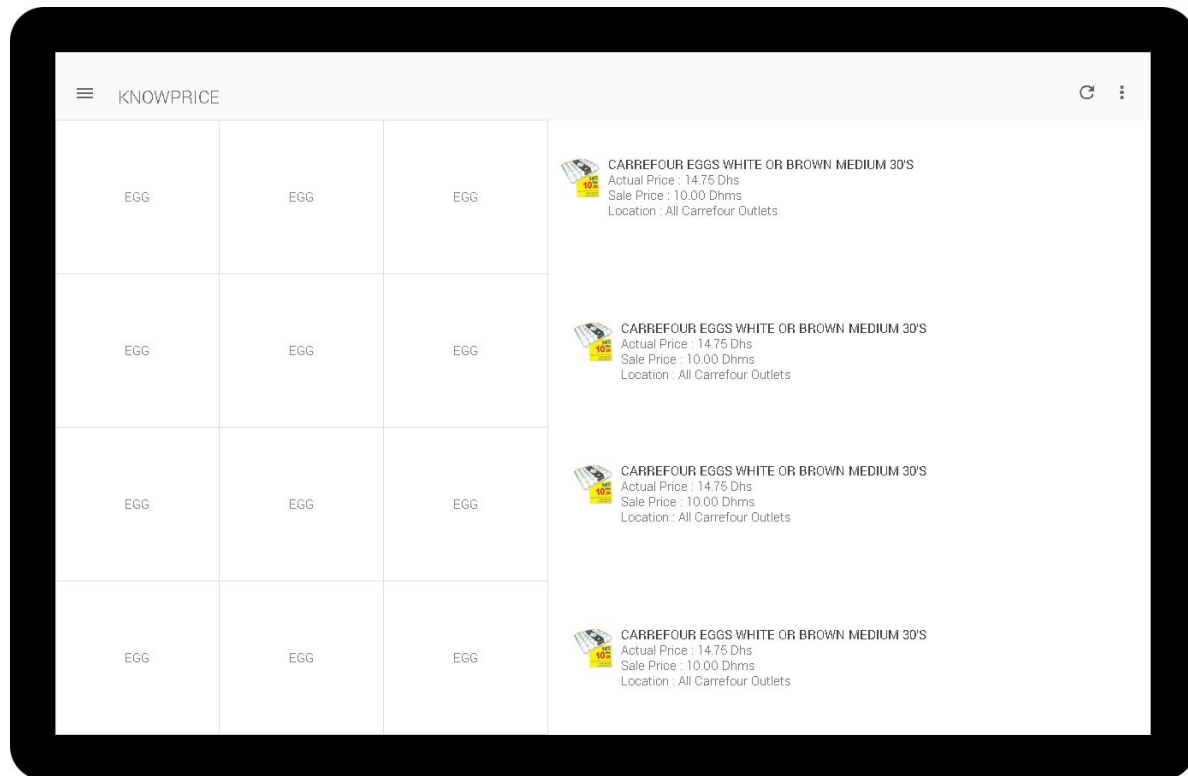 KNOWPRICE
EGG EGG EGG
CARREFOUR EGGS WHITE OR BROWN MEDIUM 30'S
Actual Price : 14.75 Dhs
Sale Price : 10.00 Dhms
Location : All Carrefour Outlets
EGG EGG EGG
CARREFOUR EGGS WHITE OR BROWN MEDIUM 30'S
Actual Price : 14.75 Dhs
Sale Price : 10.00 Dhms
Location : All Carrefour Outlets
EGG EGG EGG
CARREFOUR EGGS WHITE OR BROWN MEDIUM 30'S
Actual Price : 14.75 Dhs
Sale Price : 10.00 Dhms
Location : All Carrefour Outlets
EGG EGG EGG
CARREFOUR EGGS WHITE OR BROWN MEDIUM 30'S
Actual Price : 14.75 Dhs
Sale Price : 10.00 Dhms
Location : All Carrefour Outlets